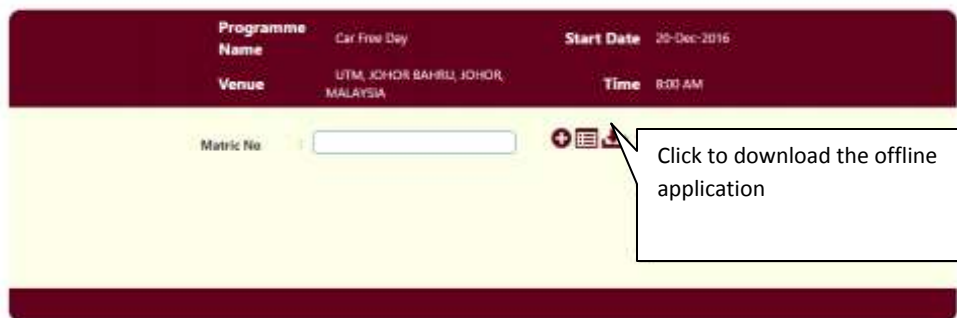 Programme Name Car Free Day Start Date 20-Dec-2016
Venue UTM, JOHOR BAHRU, JOHOR, MALAYSIA Time 8:00 AM
Matric No :
Click to download the offline
application